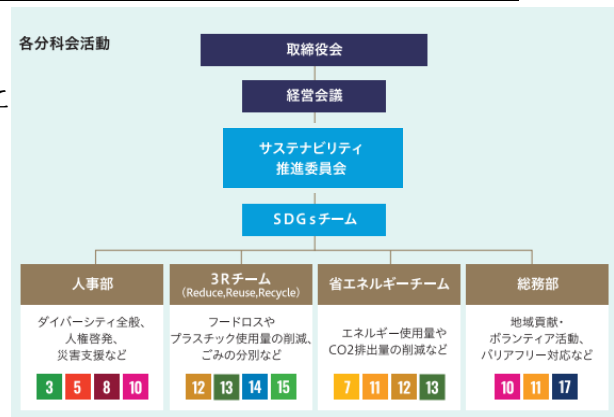 各分科会活動
取締役会
て
経営会議
サステナビリティ
推進委員会
SDGsチーム
人事部
ダイバーシティ全般、
人権啓発、
災害支援など
3 5 8 10
3Rチーム
(Reduce,Reuse,Recycle)
フードロスや
プラスチック使用量の削減、
ごみの分別など
12 13 14 15
省エネルギーチーム
エネルギー使用量や
CO2排出量の削減など
7 11 12 13
総務部
地域貢献・
ボランティア活動、
バリアフリー対応など
10 11 17